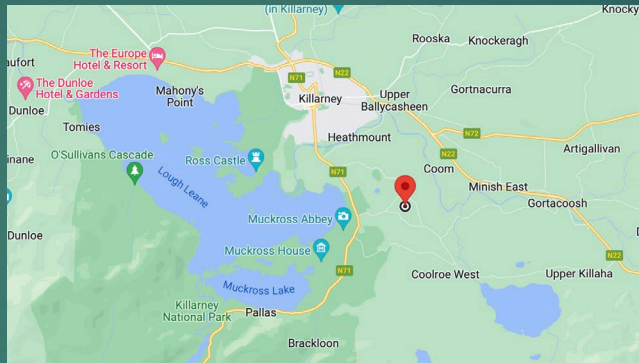 (in Killarney)
Knocky
Rooska
Knockeragh
aufort
The Europe
Hotel & Resort
N71
N22
The Dunloe
Hotel & Gardens
Mahony's
Point
Killarney
Upper
Ballycasheen
Gortnacurra
Dunloe
Tomies
Heathmount
N72
Artigallivan
inane
O'Sullivans Cascade
Ross Castle
N22
Coom
Lough Leane
N71
Minish East
Gortacoosh
Muckross Abbey
Dunloe
Muckross House
D
N22
N71
Coolroe West
Upper Killaha
Muckross Lake
Killarney
National Park
Pallas
Brackloon